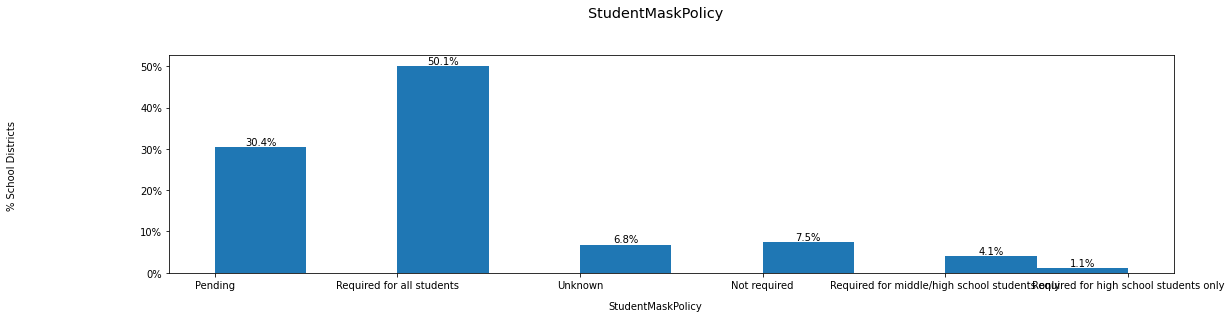 StudentMaskPolicy
50.1%
30.4%
6.8%
7.5%
4.1%
1.1%
50%
40%
30%
20%
10%
0%
% School Districts
Pending
Required for all students
Unknown
Not required
Required for middle/high school students only
Required for high school students only
StudentMaskPolicy